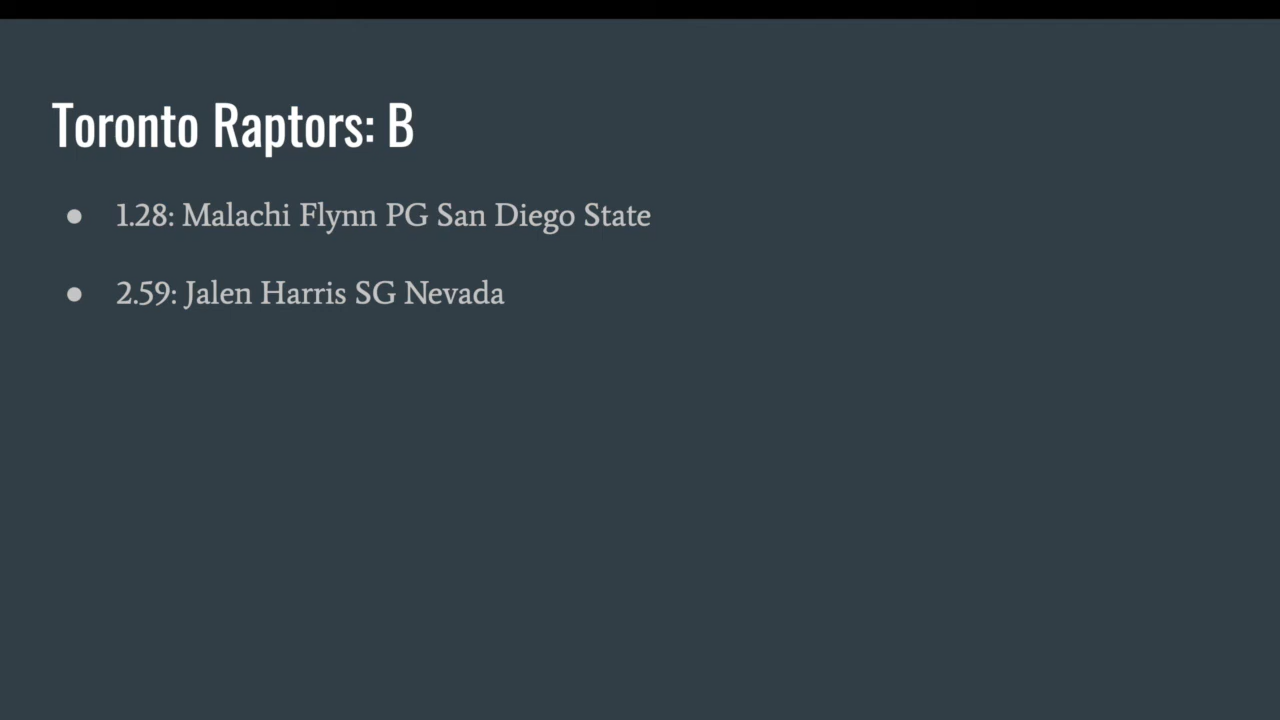 Toronto Raptors: B
● 1.28: Malachi Flynn PG San Diego State
● 2.59: Jalen Harris SG Nevada